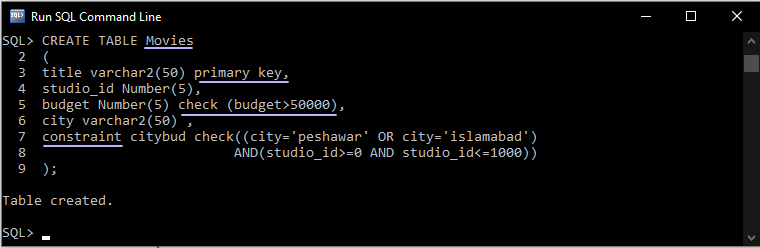 Run SQL Command Line
SQL> CREATE TABLE Movies
2 (
3 title varchar2(50) primary key,
4 studio_id Number(5),
5 budget Number(5) check (budget>50000),
6 city varchar2(50) ,
7 constraint citybud check((city='peshawar' OR city='islamabad')
8 AND(studio_id>=0 AND studio_id<=1000))
9 );
Table created.
SQL>